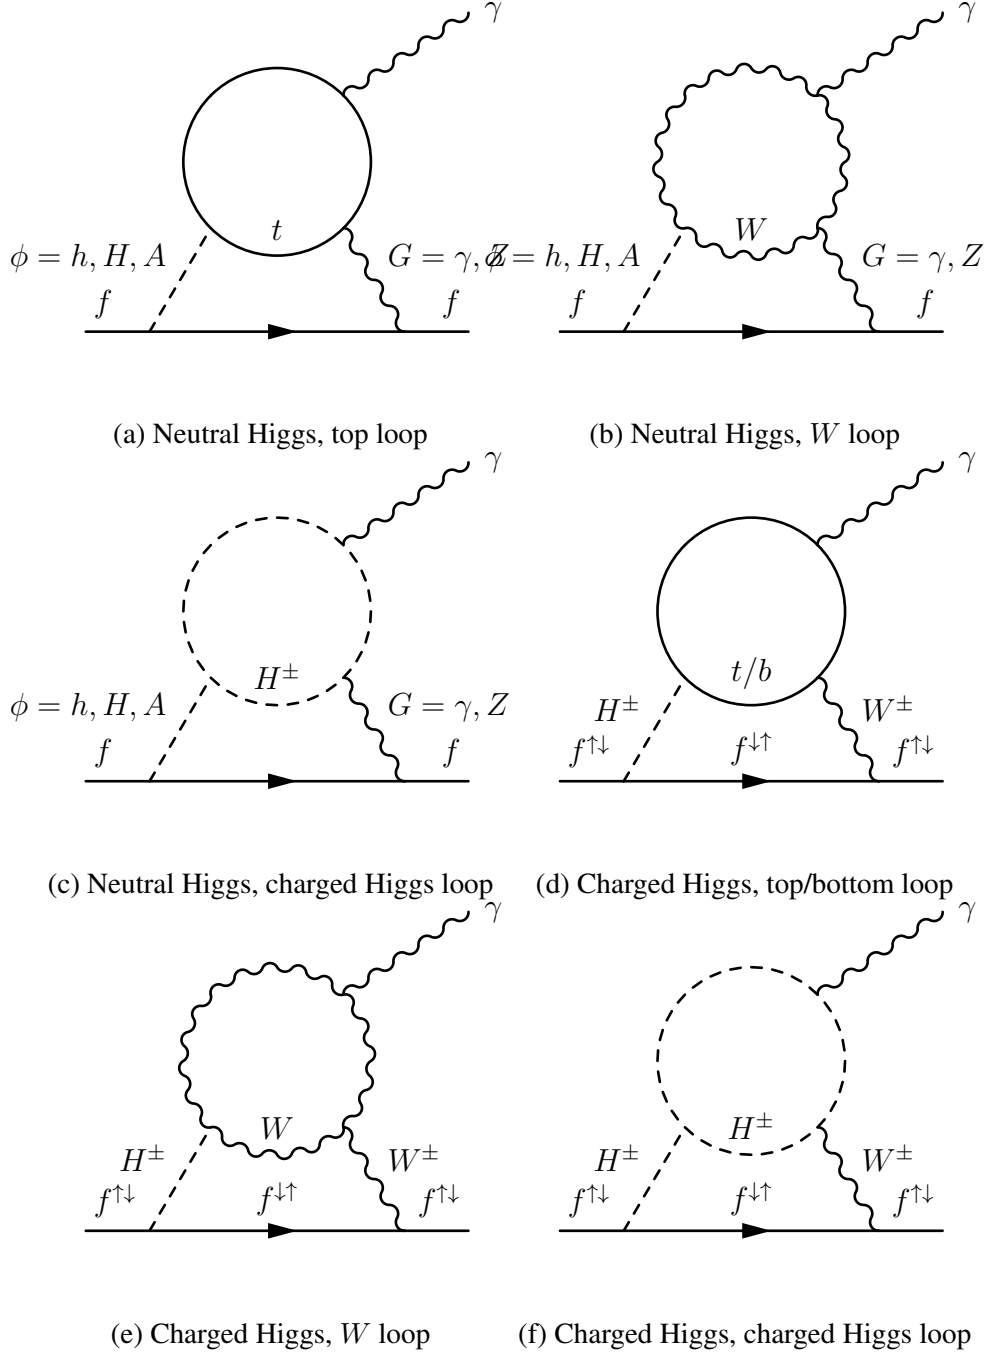 γ
γ
t
W
ϕ = h, H, A
G = γ, Z
ϕ = h, H, A
G = γ, Z
f
f
f
f
(a) Neutral Higgs, top loop
(b) Neutral Higgs, W loop
γ
γ
H±
t/b
ϕ = h, H, A
G = γ, Z
H±
W±
f
f
f↑↓
f↓↑
f↑↓
(c) Neutral Higgs, charged Higgs loop
(d) Charged Higgs, top/bottom loop
γ
γ
W
H±
H±
W±
H±
W±
f↑↓
f↓↑
f↑↓
f↑↓
f↓↑
f↑↓
(e) Charged Higgs, W loop
(f) Charged Higgs, charged Higgs loop